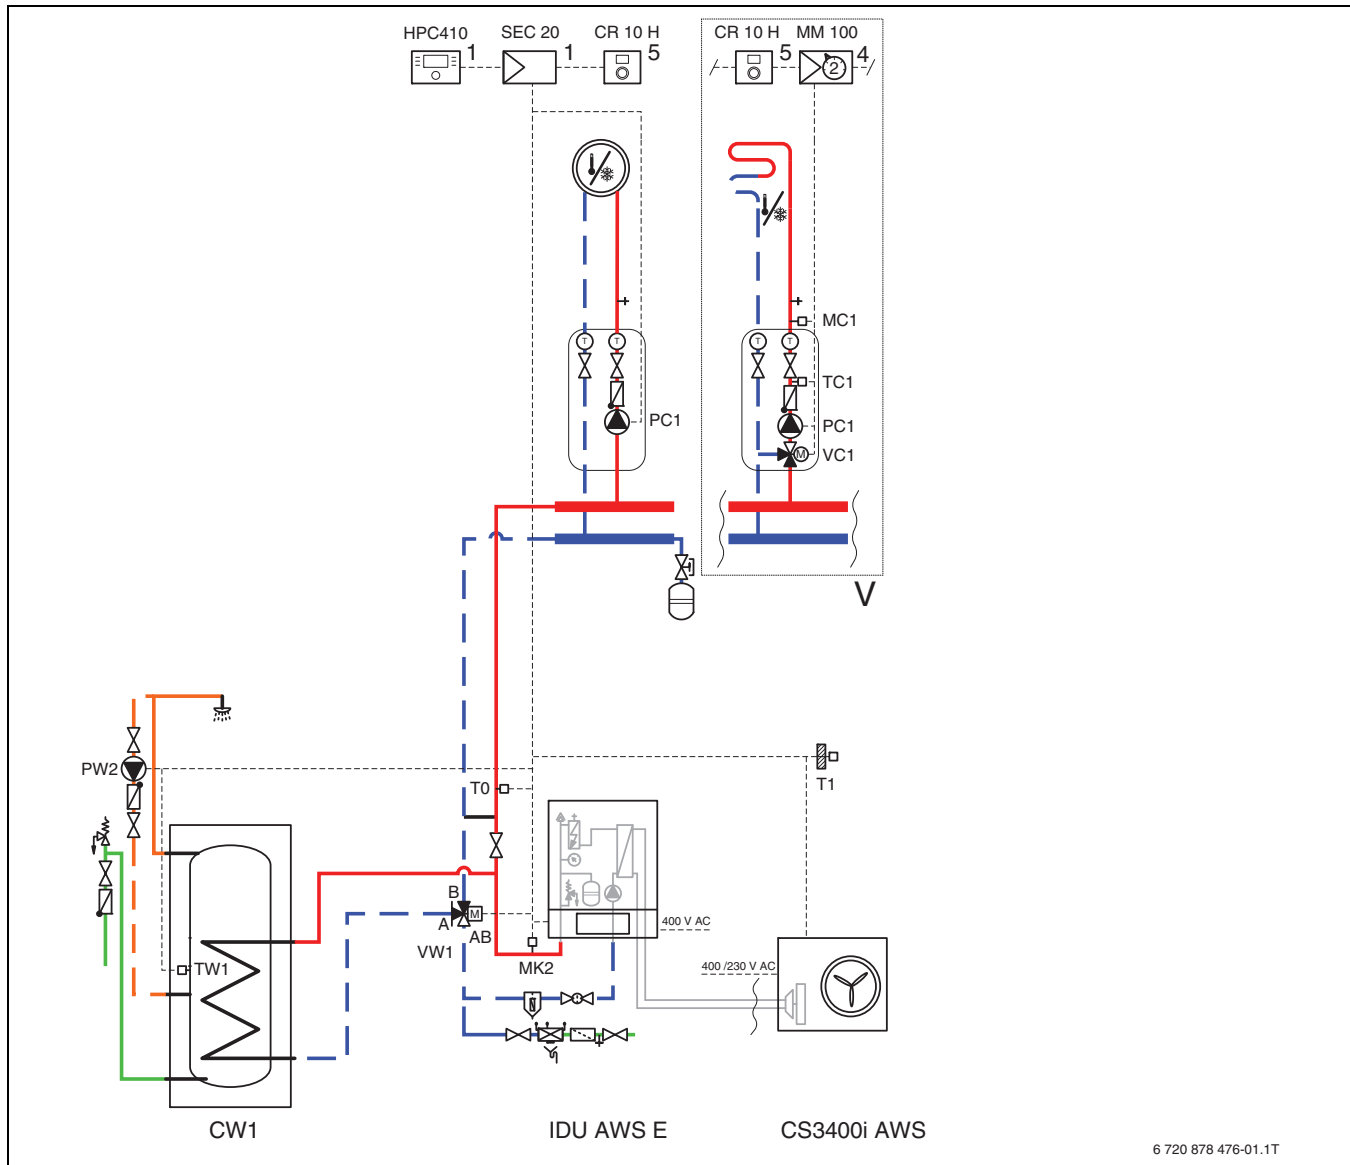 HPC410 SEC 20 CR 10 H CR 10 H MM 100
1 1 5 5 2 4
T T T T
MC1
TC1
PC1 PC1
M VC1
V
PW2
T0 T1
B
A M
AB
VW1
400 V AC
TW1 MK2
400 /230 V AC
CW1 IDU AWS E CS3400i AWS
6 720 878 476-01.1T